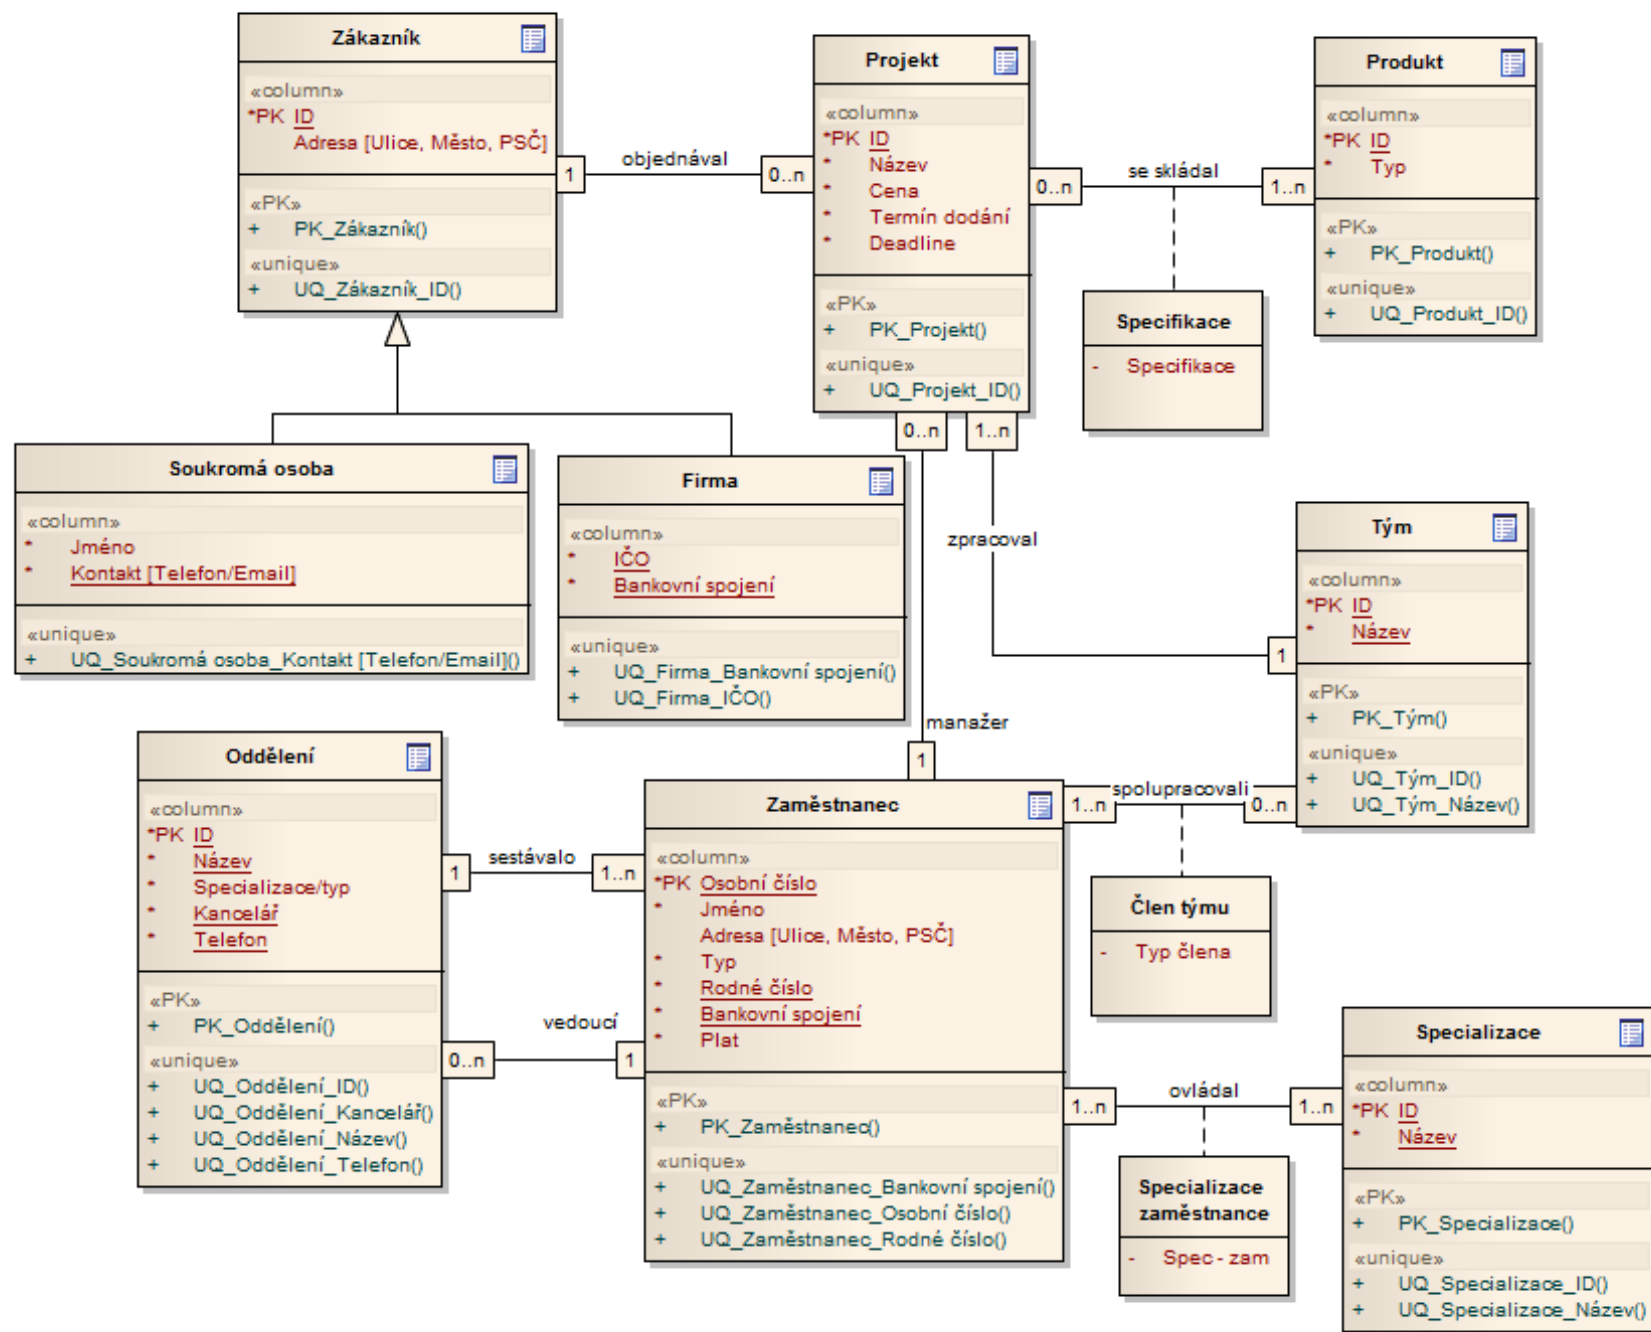 Zákazník
«column»
*PK ID
Adresa [Ulice, Město, PSČ]
«PK»
+ PK_Zákazník()
«unique»
+ UQ_Zákazník_ID()
1
objednával
0..n
Projekt
«column»
*PK ID
* Název
* Cena
* Termín dodání
* Deadline
«PK»
+ PK_Projekt()
«unique»
+ UQ_Projekt_ID()
0..n
se skládal
1..n
Produkt
«column»
*PK ID
* Typ
«PK»
+ PK_Produkt()
«unique»
+ UQ_Produkt_ID()
Specifikace
- Specifikace
0..n
1..n
Soukromá osoba
«column»
* Jméno
* Kontakt [Telefon/Email]
«unique»
+ UQ_Soukromá osoba_Kontakt [Telefon/Email]()
Firma
«column»
* IČO
* Bankovní spojení
«unique»
+ UQ_Firma_Bankovní spojení()
+ UQ_Firma_IČO()
zpracoval
1
Tým
«column»
*PK ID
* Název
«PK»
+ PK_Tým()
«unique»
+ UQ_Tým_ID()
+ UQ_Tým_Název()
manažer
1
Oddělení
«column»
*PK ID
* Název
* Specializace/typ
* Kancelář
* Telefon
«PK»
+ PK_Oddělení()
«unique»
+ UQ_Oddělení_ID()
+ UQ_Oddělení_Kancelář()
+ UQ_Oddělení_Název()
+ UQ_Oddělení_Telefon()
1
sestávalo
1..n
0..n
vedoucí
1
Zaměstnanec
«column»
*PK Osobní číslo
* Jméno
Adresa [Ulice, Město, PSČ]
* Typ
* Rodné číslo
* Bankovní spojení
* Plat
«PK»
+ PK_Zaměstnanec()
«unique»
+ UQ_Zaměstnanec_Bankovní spojení()
+ UQ_Zaměstnanec_Osobní číslo()
+ UQ_Zaměstnanec_Rodné číslo()
1..n
spolupracovali
0..n
Člen týmu
- Typ člena
1..n
ovládal
1..n
Specializace
zaměstnance
- Spec - zam
Specializace
«column»
*PK ID
* Název
«PK»
+ PK_Specializace()
«unique»
+ UQ_Specializace_ID()
+ UQ_Specializace_Název()